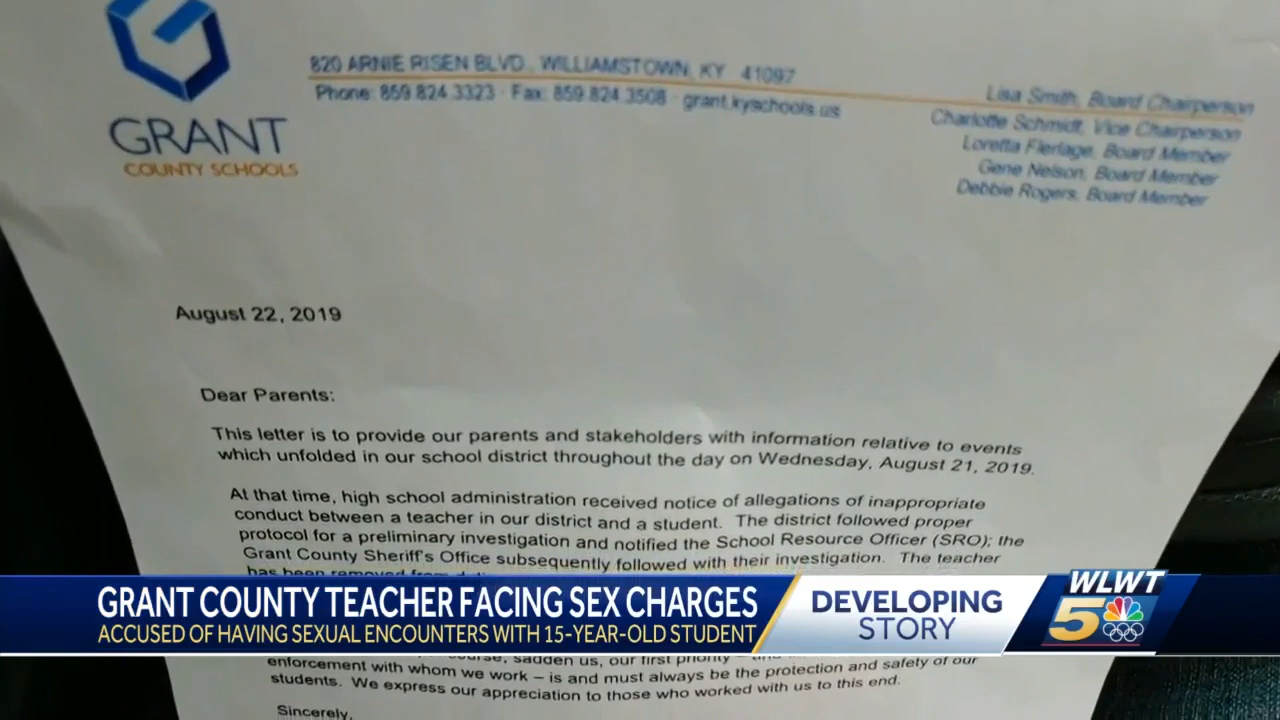 GRANT
COUNTY SCHOOLS
820 ARNIE RISEN BLVD., WILLIAMSTOWN, KY 41097
Phone: 859.824.3323 · Fax: 859.824.3508 · grant.kyschools.us
Lisa Smith, Board Chairperson
Charlotte Schmidt, Vice Chairperson
Loretta Flerlage, Board Member
Gene Nelson, Board Member
Debbie Rogers, Board Member
August 22, 2019
Dear Parents:
This letter is to provide our parents and stakeholders with information relative to events
which unfolded in our school district throughout the day on Wednesday, August 21, 2019.
At that time, high school administration received notice of allegations of inappropriate
conduct between a teacher in our district and a student. The district followed proper
protocol for a preliminary investigation and notified the School Resource Officer (SRO); the
Grant County Sheriff's Office subsequently followed with their investigation. The teacher
has been removed from
GRANT COUNTY TEACHER FACING SEX CHARGES
ACCUSED OF HAVING SEXUAL ENCOUNTERS WITH 15-YEAR-OLD STUDENT
DEVELOPING
STORY
WLWT
5
sadden us, our first priority –
enforcement with whom we work – is and must always be the protection and safety of our
students. We express our appreciation to those who worked with us to this end.
Sincerely,